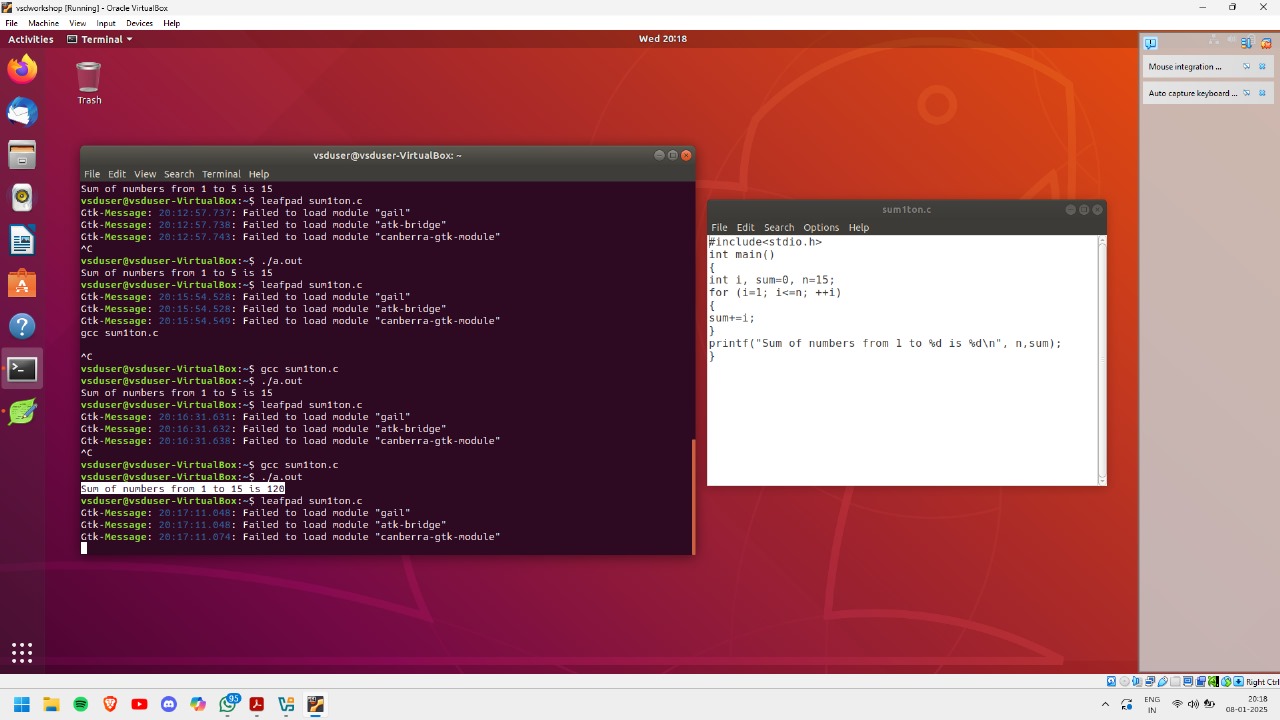 vsdworkshop [Running] - Oracle VirtualBox
File Machine View Input Devices Help
Activities Terminal Wed 20:18
Trash
vsduser@vsduser-VirtualBox: ~
File Edit View Search Terminal Help
Sum of numbers from 1 to 5 is 15
vsduser@vsduser-VirtualBox:~$ leafpad sum1ton.c
Gtk-Message: 20:12:57.737: Failed to load module "gail"
Gtk-Message: 20:12:57.738: Failed to load module "atk-bridge"
Gtk-Message: 20:12:57.743: Failed to load module "canberra-gtk-module"
^C
vsduser@vsduser-VirtualBox:~$ ./a.out
Sum of numbers from 1 to 5 is 15
vsduser@vsduser-VirtualBox:~$ leafpad sum1ton.c
Gtk-Message: 20:15:54.528: Failed to load module "gail"
Gtk-Message: 20:15:54.528: Failed to load module "atk-bridge"
Gtk-Message: 20:15:54.549: Failed to load module "canberra-gtk-module"
gcc sum1ton.c
^C
vsduser@vsduser-VirtualBox:~$ gcc sum1ton.c
vsduser@vsduser-VirtualBox:~$ ./a.out
Sum of numbers from 1 to 5 is 15
vsduser@vsduser-VirtualBox:~$ leafpad sum1ton.c
Gtk-Message: 20:16:31.631: Failed to load module "gail"
Gtk-Message: 20:16:31.632: Failed to load module "atk-bridge"
Gtk-Message: 20:16:31.638: Failed to load module "canberra-gtk-module"
^C
vsduser@vsduser-VirtualBox:~$ gcc sum1ton.c
vsduser@vsduser-VirtualBox:~$ ./a.out
Sum of numbers from 1 to 15 is 120
vsduser@vsduser-VirtualBox:~$ leafpad sum1ton.c
Gtk-Message: 20:17:11.048: Failed to load module "gail"
Gtk-Message: 20:17:11.048: Failed to load module "atk-bridge"
Gtk-Message: 20:17:11.074: Failed to load module "canberra-gtk-module"
sum1ton.c
File Edit Search Options Help
#include<stdio.h>
int main()
{
int i, sum=0, n=15;
for (i=1; i<=n; ++i)
{
sum+=i;
}
printf("Sum of numbers from 1 to %d is %d\n", n,sum);
}
Mouse integration ...
Auto capture keyboard ...
Right Ctrl
95
ENG
IN
20:18
08-01-2025